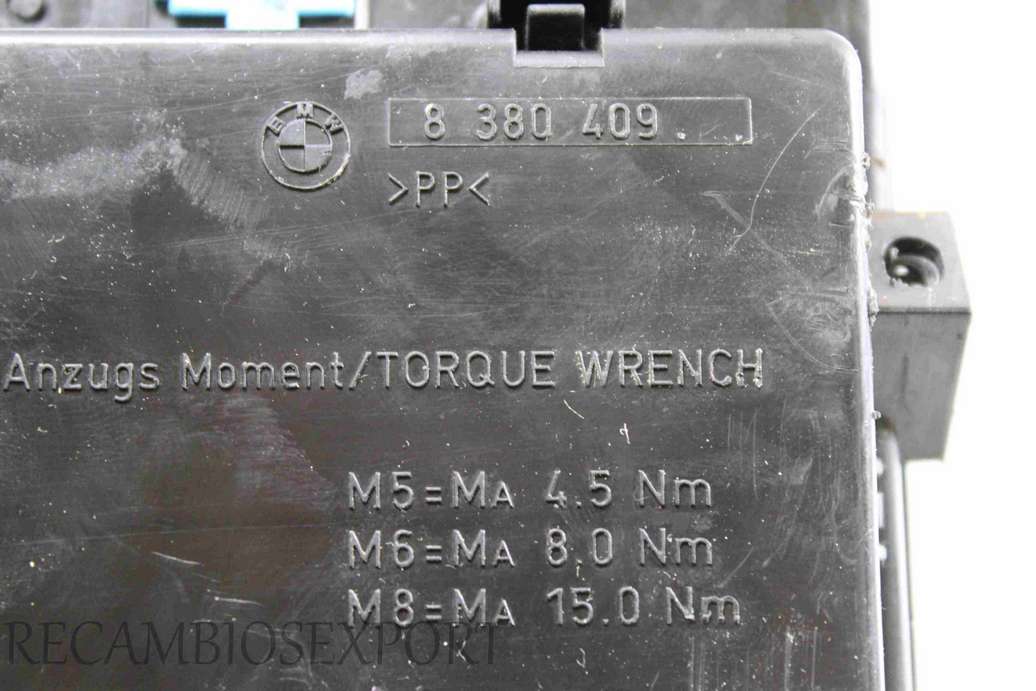 BMW
8 380 409
>PP<
Anzugs Moment/TORQUE WRENCH
M5=MA 4.5 Nm
M6=MA 8.0 Nm
M8=MA 15.0 Nm
RECAMBIOSEXPORT